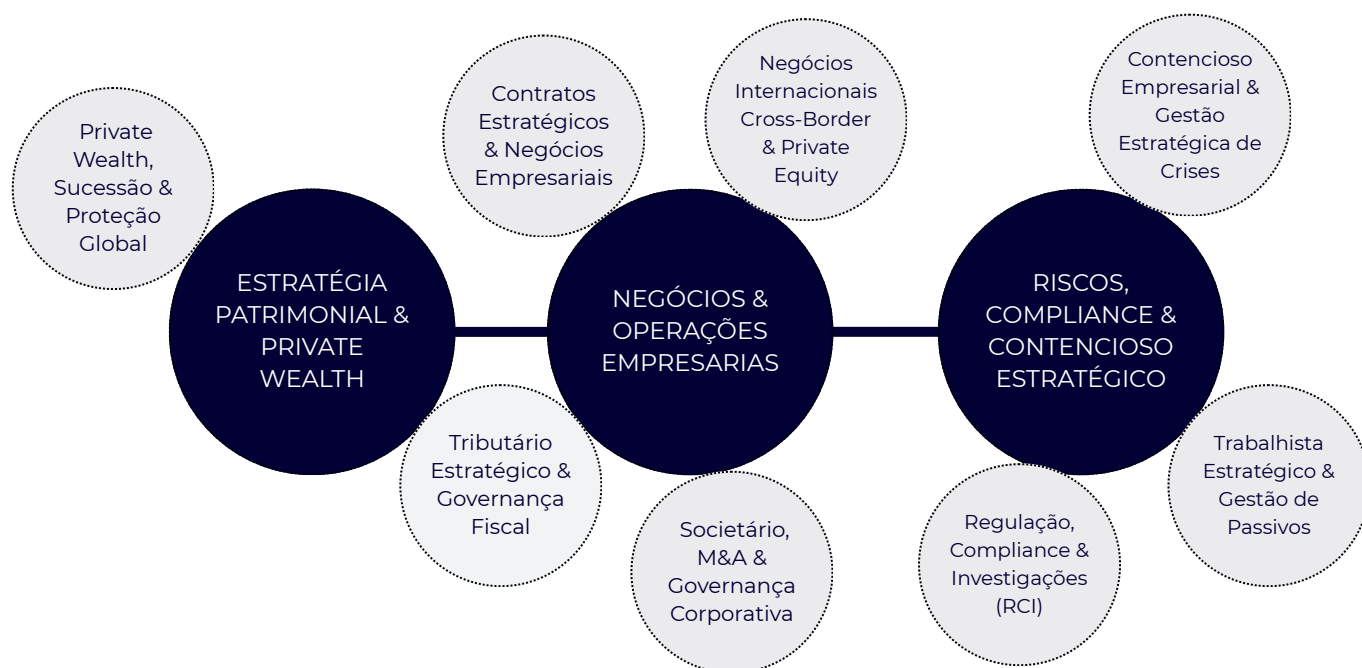 Private
Wealth,
Sucessão &
Proteção
Global
Contratos
Estratégicos
& Negócios
Empresariais
Negócios
Internacionais
Cross-Border
& Private
Equity
Contencioso
Empresarial &
Gestão
Estratégica de
Crises
ESTRATÉGIA
PATRIMONIAL &
PRIVATE
WEALTH
NEGÓCIOS &
OPERAÇÕES
EMPRESARIAS
RISCOS,
COMPLIANCE &
CONTENCIOSO
ESTRATÉGICO
Tributário
Estratégico &
Governança
Fiscal
Societário,
M&A &
Governança
Corporativa
Regulação,
Compliance &
Investigações
(RCI)
Trabalhista
Estratégico &
Gestão de
Passivos